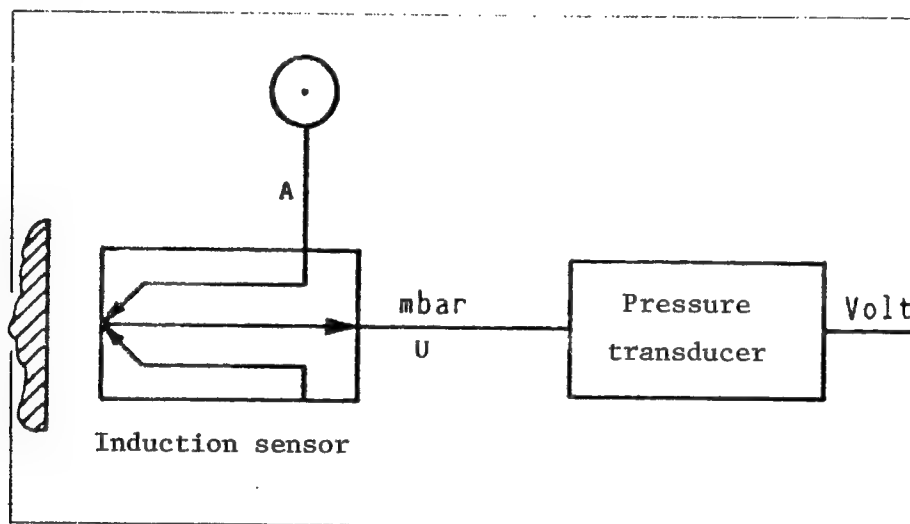 A
mbar
U
Pressure
transducer
Volt
Induction sensor